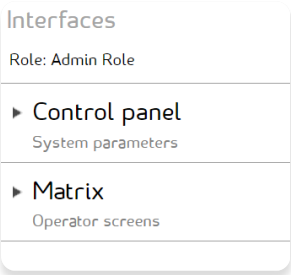 Interfaces
Role: Admin Role
Control panel
System parameters
Matrix
Operator screens